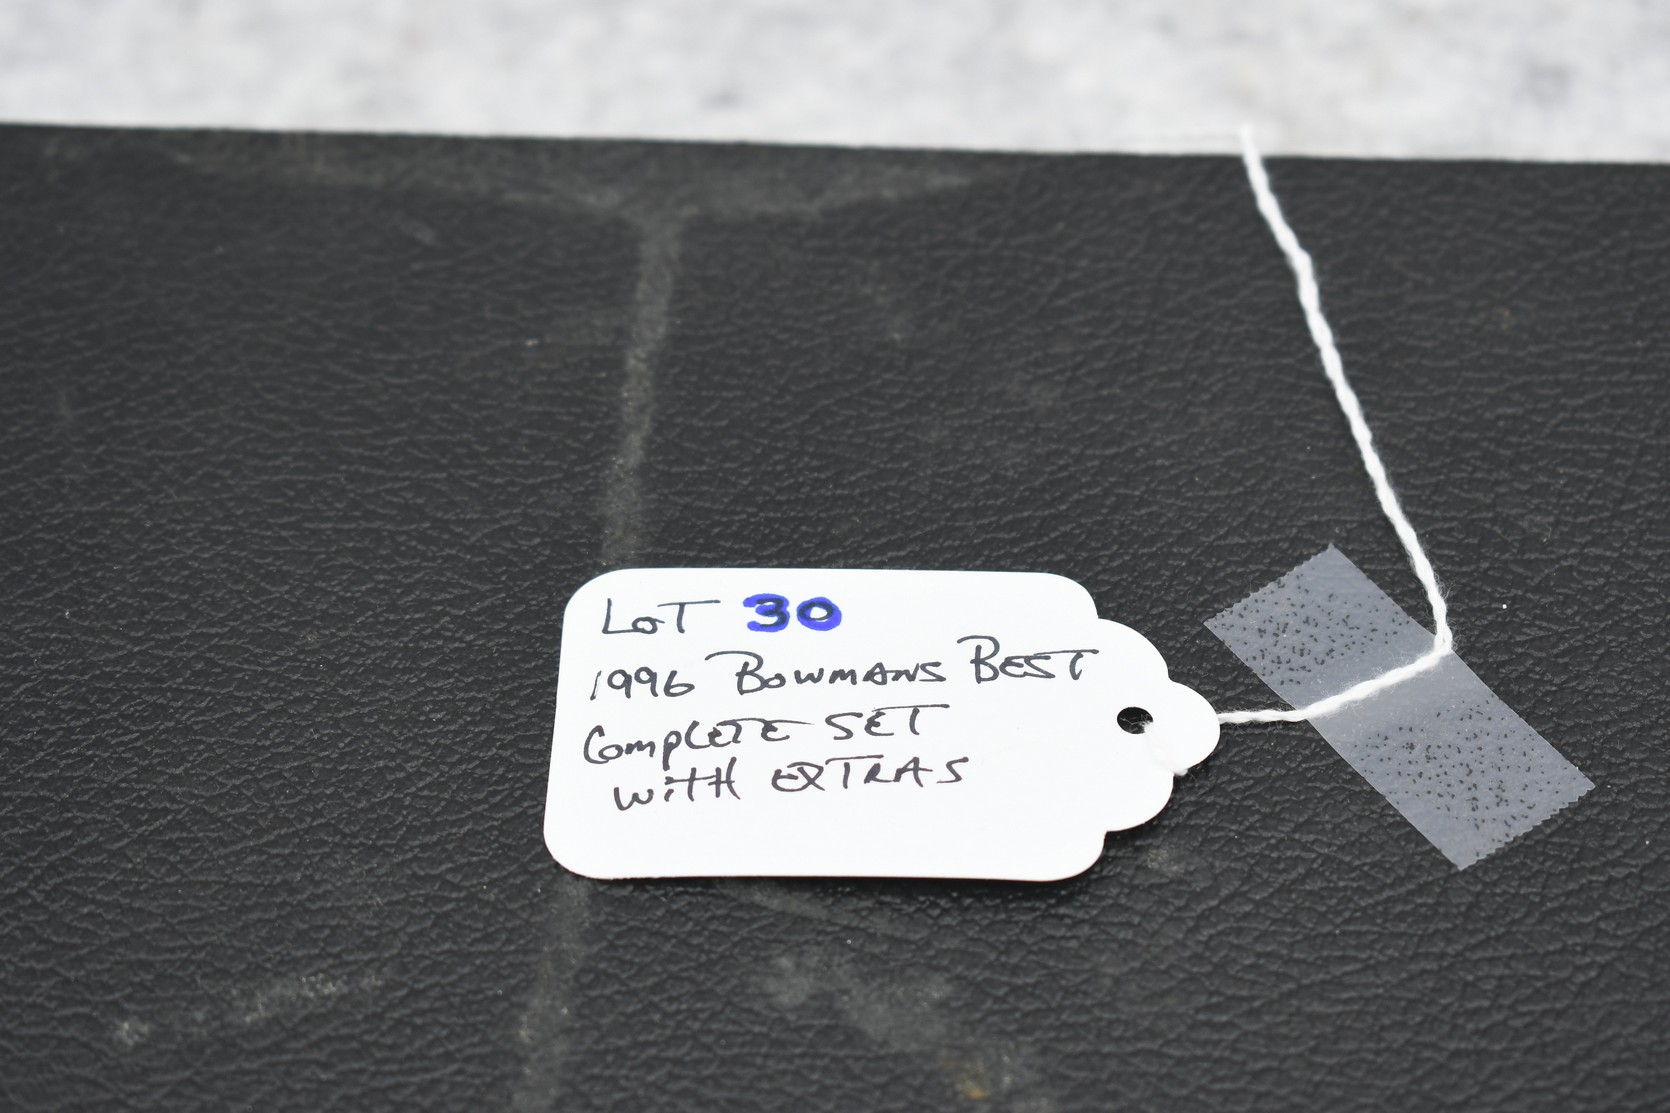 LoT 30
1996 BOWMANS BEST
COMPLETE SET
WITH EXTRAS